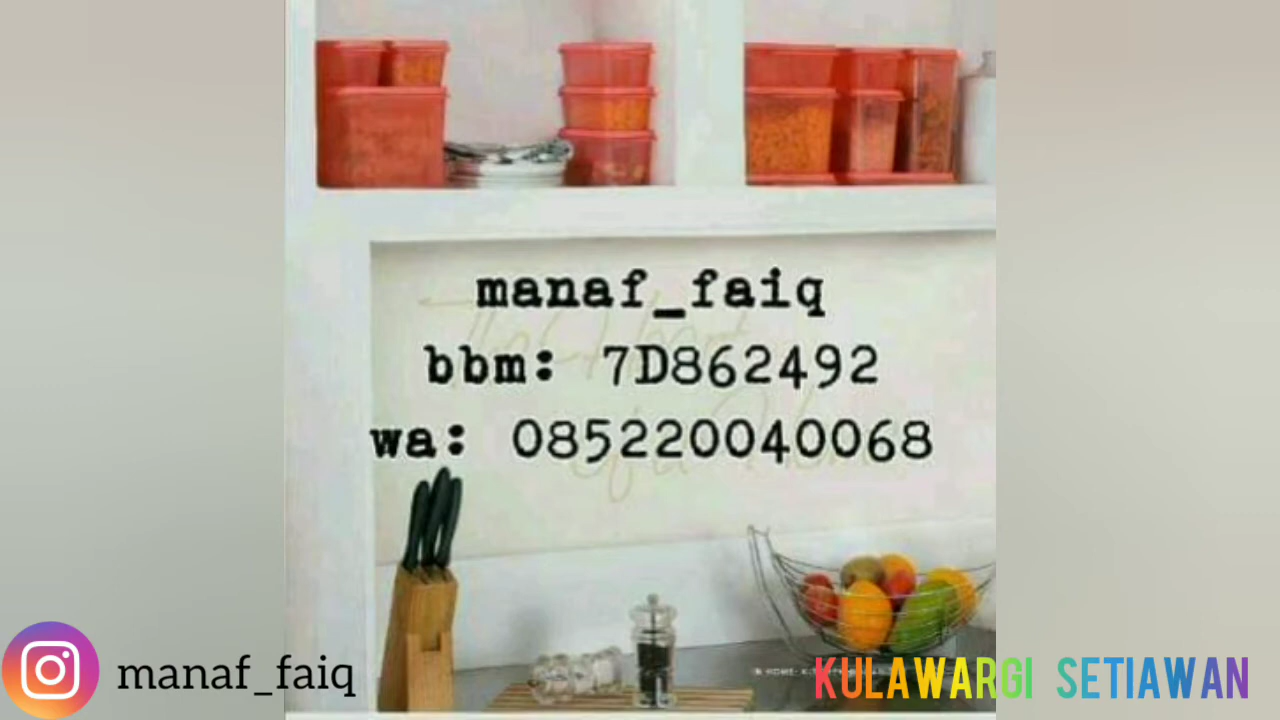 manaf_faiq
bbm: 7D862492
wa: 085220040068
manaf_faiq
KULAWARGI SETIAWAN